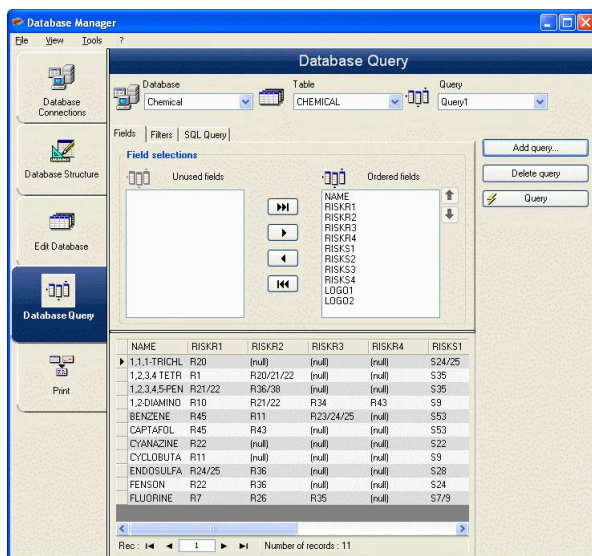 Database Manager
File View Tools ?
Database Query
Database Table Query
Chemical CHEMICAL Query1
Database Connections
Database Structure
Edit Database
Database Query
Print
Fields Filters SQL Query
Field selections
Unused fields Ordered fields
NAME
RISKR1
RISKR2
RISKR3
RISKR4
RISKS1
RISKS2
RISKS3
RISKS4
LOGO1
LOGO2
Add query...
Delete query
Query
NAME RISKR1 RISKR2 RISKR3 RISKR4 RISKS1
1,1,1-TRICHL R20 (null) (null) (null) S24/25
1,2,3,4 TETR R1 R20/21/22 (null) (null) S35
1,2,3,4,5-PEN R21/22 R36/38 (null) (null) S35
1,2-DIAMINO R10 R21/22 R34 R43 S9
BENZENE R45 R11 R23/24/25 (null) S53
CAPTAFOL R45 R43 (null) (null) S53
CYANAZINE R22 (null) (null) (null) S22
CYCLOBUTA R11 (null) (null) (null) S9
ENDOSULFA R24/25 R36 (null) (null) S28
FENSON R22 R36 (null) (null) S24
FLUORINE R7 R26 R35 (null) S7/9
Rec : 1 Number of records : 11